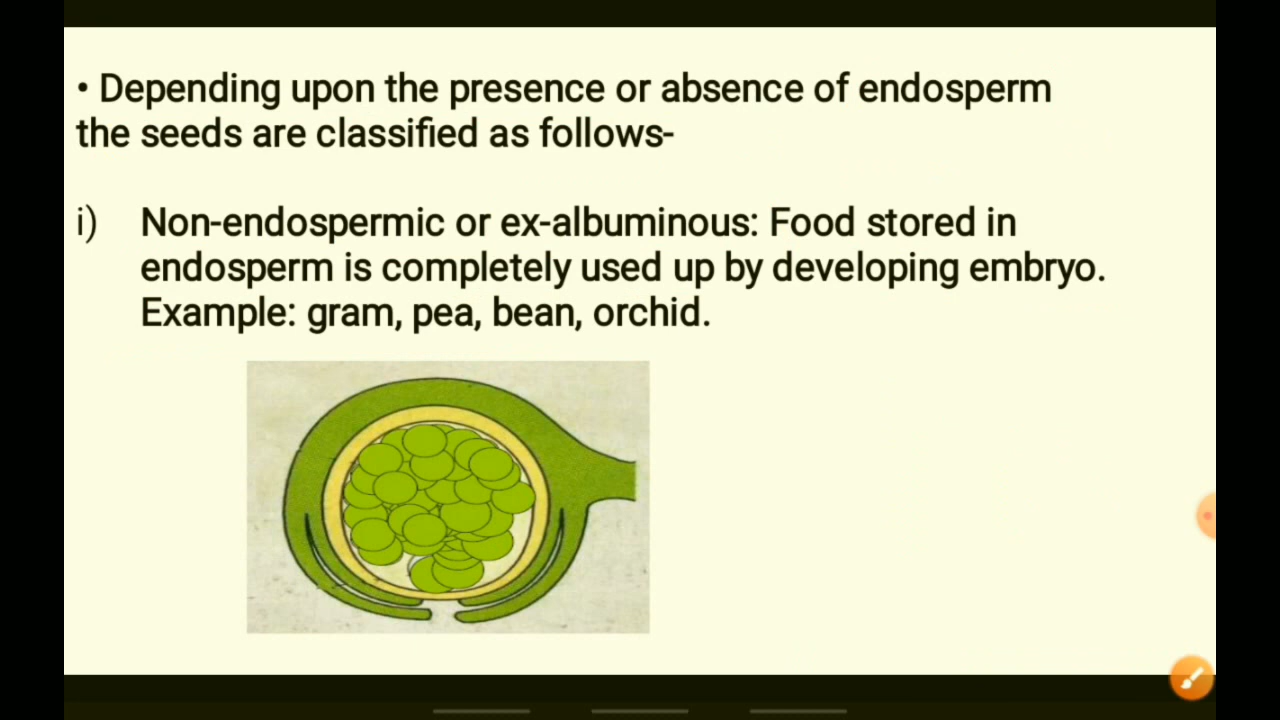 • Depending upon the presence or absence of endosperm
the seeds are classified as follows-
i) Non-endospermic or ex-albuminous: Food stored in
endosperm is completely used up by developing embryo.
Example: gram, pea, bean, orchid.